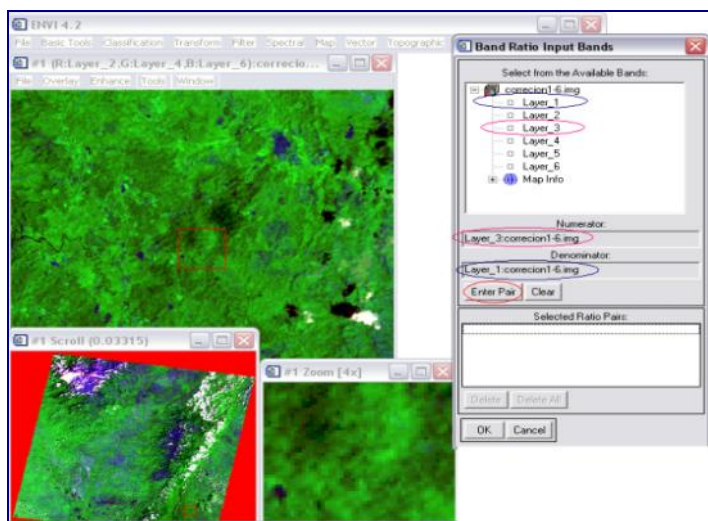 ENVI 4.2
File Basic Tools Classification Transform Filter Spectral Map Vector Topographic
#1 (R:Layer_2,G:Layer_4,B:Layer_6):correcio...
File Overlay Enhance Tools Window
#1 Scroll (0.03315)
#1 Zoom [4x]
Band Ratio Input Bands
Select from the Available Bands:
correcion1-6.img
Layer_1
Layer_2
Layer_3
Layer_4
Layer_5
Layer_6
Map Info
Numerator:
Layer_3:correcion1-6.img
Denominator:
Layer_1:correcion1-6.img
Enter Pair Clear
Selected Ratio Pairs:
Delete Delete All
OK Cancel